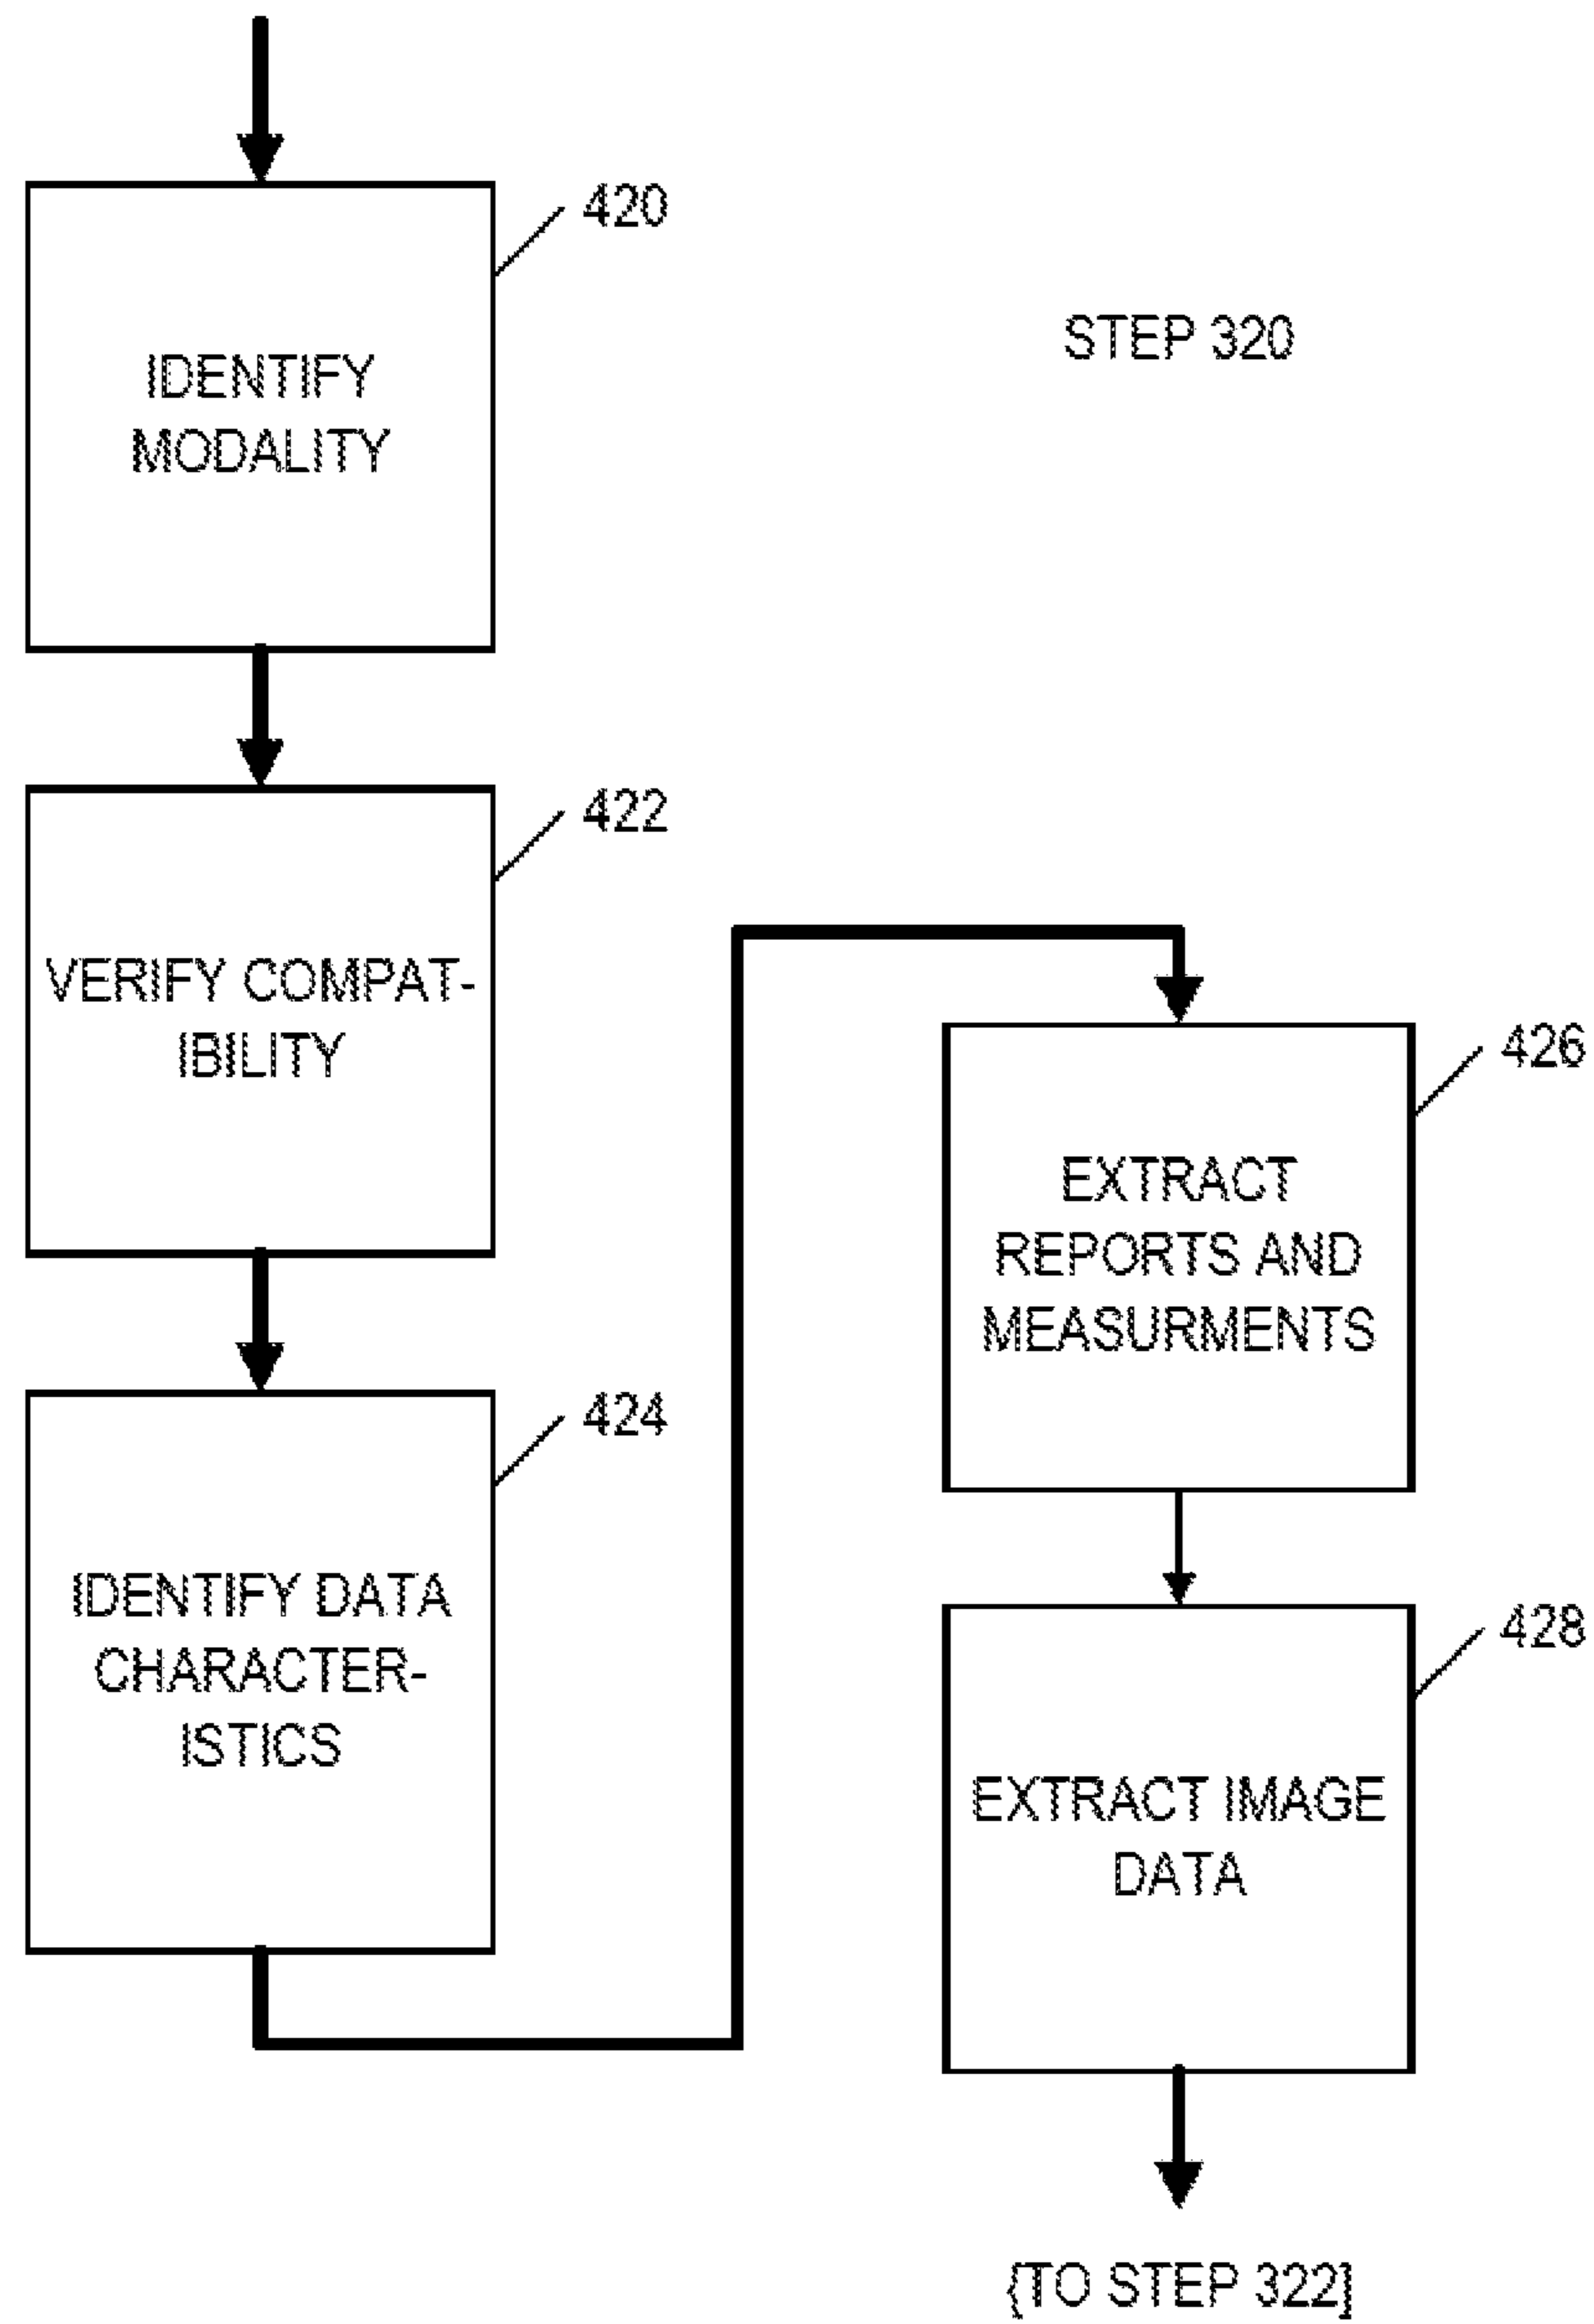 420
STEP 320
IDENTIFY
MODALITY
422
VERIFY COMPAT-
IBILITY
424
IDENTIFY DATA
CHARACTER-
ISTICS
426
EXTRACT
REPORTS AND
MEASURMENTS
428
EXTRACT IMAGE
DATA
{TO STEP 322]